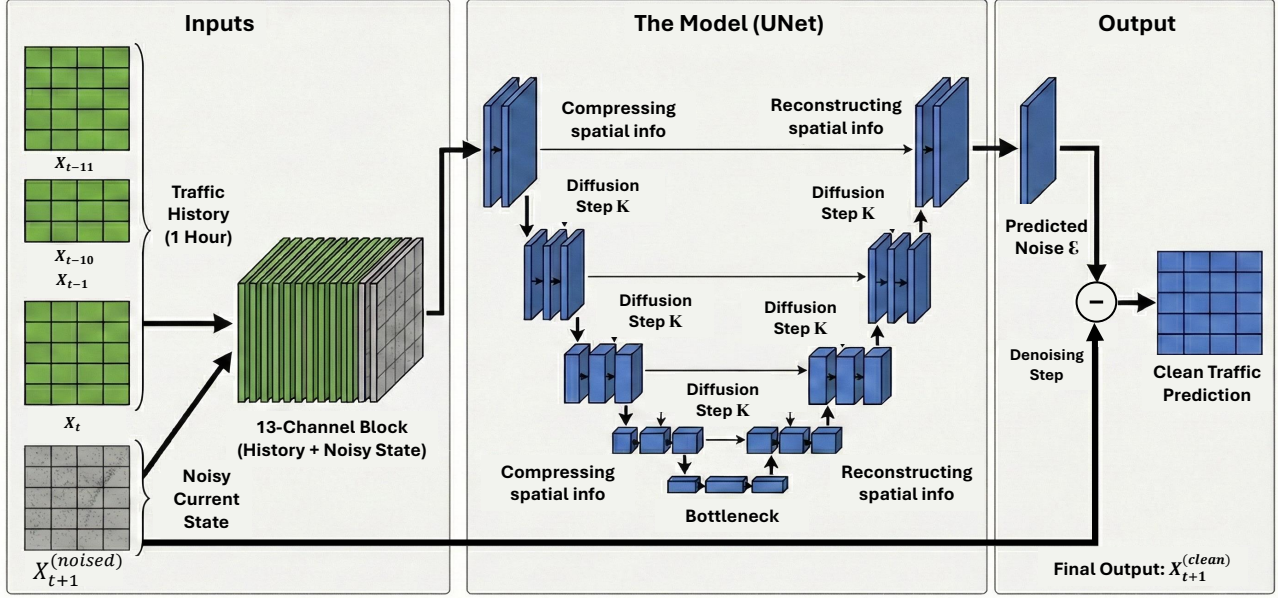 Inputs
X_{t-11}
X_{t-10}
X_{t-1}
X_t
Traffic
History
(1 Hour)
Noisy
Current
State
X_{t+1}^{(noised)}
13-Channel Block
(History + Noisy State)
The Model (UNet)
Compressing
spatial info
Reconstructing
spatial info
Diffusion
Step K
Diffusion
Step K
Diffusion
Step K
Diffusion
Step K
Diffusion
Step K
Compressing
spatial info
Reconstructing
spatial info
Bottleneck
Output
Predicted
Noise ε
−
Denoising
Step
Clean Traffic
Prediction
Final Output: X_{t+1}^{(clean)}